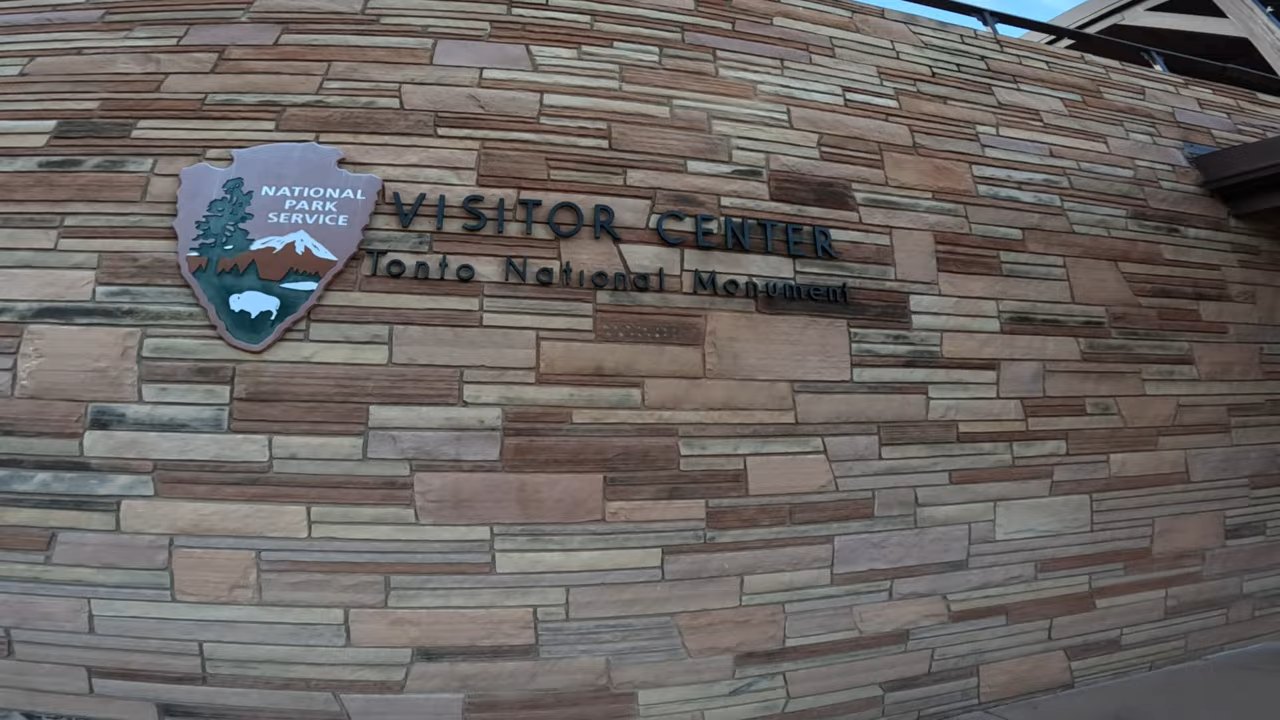 NATIONAL
PARK
SERVICE
VISITOR CENTER
Tonto National Monument